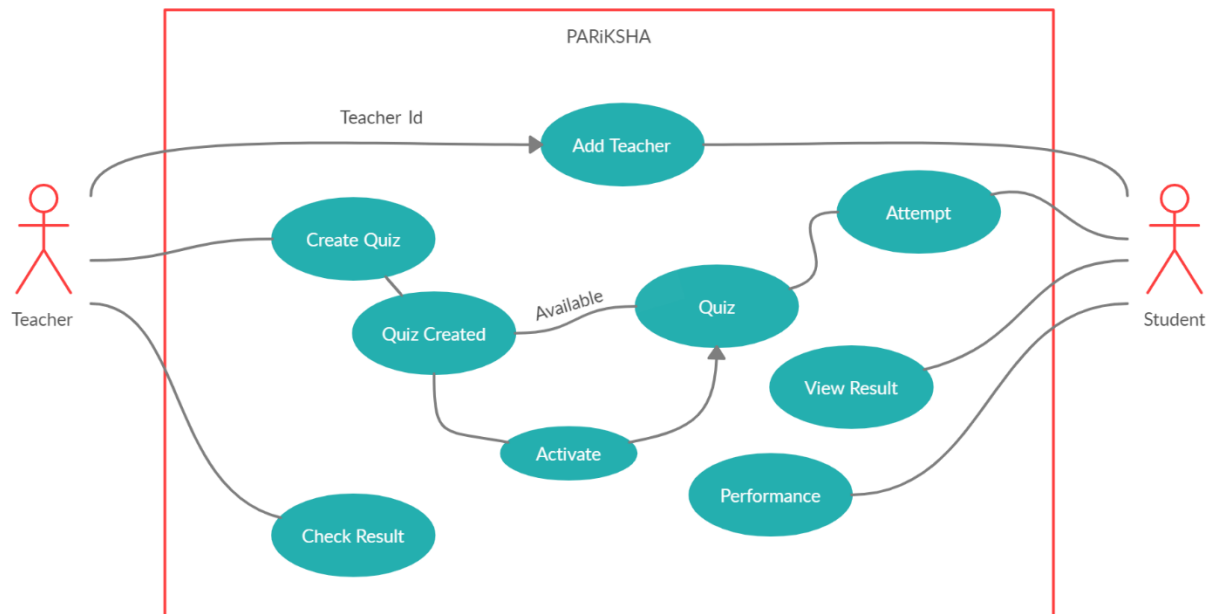 PARiKSHA
Teacher Id
Add Teacher
Attempt
Create Quiz
Available
Quiz
Quiz Created
Teacher
Student
View Result
Activate
Performance
Check Result